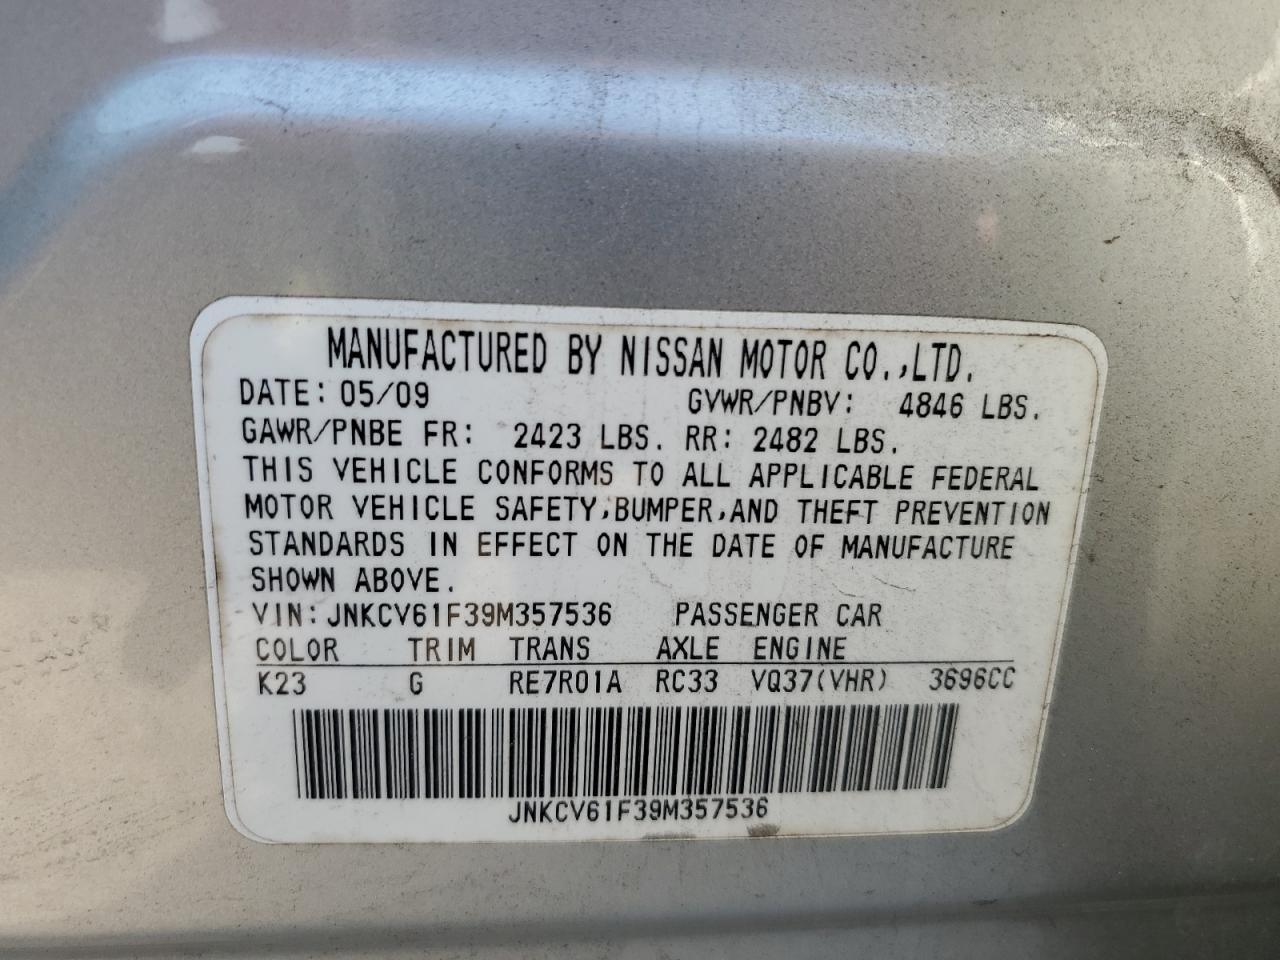 MANUFACTURED BY NISSAN MOTOR CO.,LTD.
DATE: 05/09 GVWR/PNBV: 4846 LBS.
GAWR/PNBE FR: 2423 LBS. RR: 2482 LBS.
THIS VEHICLE CONFORMS TO ALL APPLICABLE FEDERAL
MOTOR VEHICLE SAFETY,BUMPER,AND THEFT PREVENTION
STANDARDS IN EFFECT ON THE DATE OF MANUFACTURE
SHOWN ABOVE.
VIN: JNKCV61F39M357536 PASSENGER CAR
COLOR TRIM TRANS AXLE ENGINE
K23 G RE7R01A RC33 VQ37(VHR) 3696CC
JNKCV61F39M357536